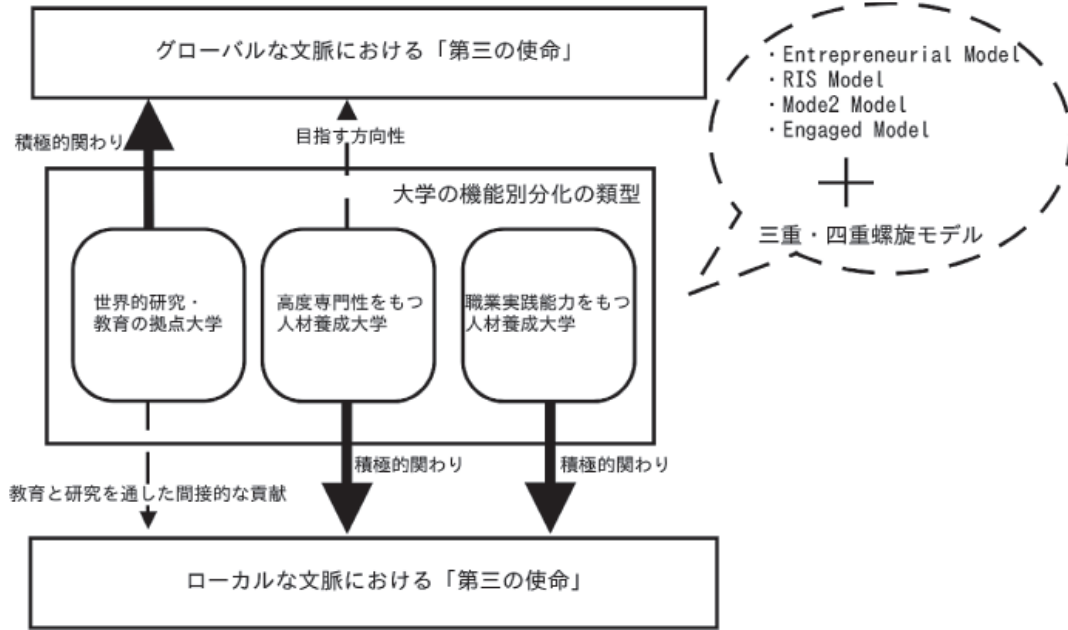 グローバルな文脈における「第三の使命」
・Entrepreneurial Model
・RIS Model
・Mode2 Model
・Engaged Model
三重・四重螺旋モデル
積極的関わり
目指す方向性
大学の機能別分化の類型
世界的研究・
教育の拠点大学
高度専門性をもつ
人材養成大学
職業実践能力をもつ
人材養成大学
積極的関わり
積極的関わり
教育と研究を通した間接的な貢献
ローカルな文脈における「第三の使命」